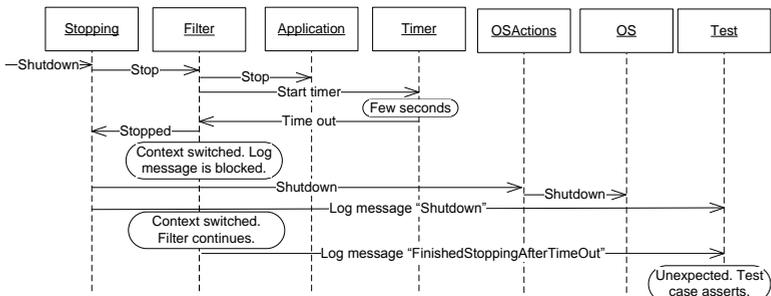 Stopping Filter Application Timer OSActions OS Test
Shutdown
Stop
Stop
Start timer
Few seconds
Time out
Stopped
Context switched. Log
message is blocked.
Shutdown
Shutdown
Log message “Shutdown”
Context switched.
Filter continues.
Log message “FinishedStoppingAfterTimeOut”
Unexpected. Test
case asserts.